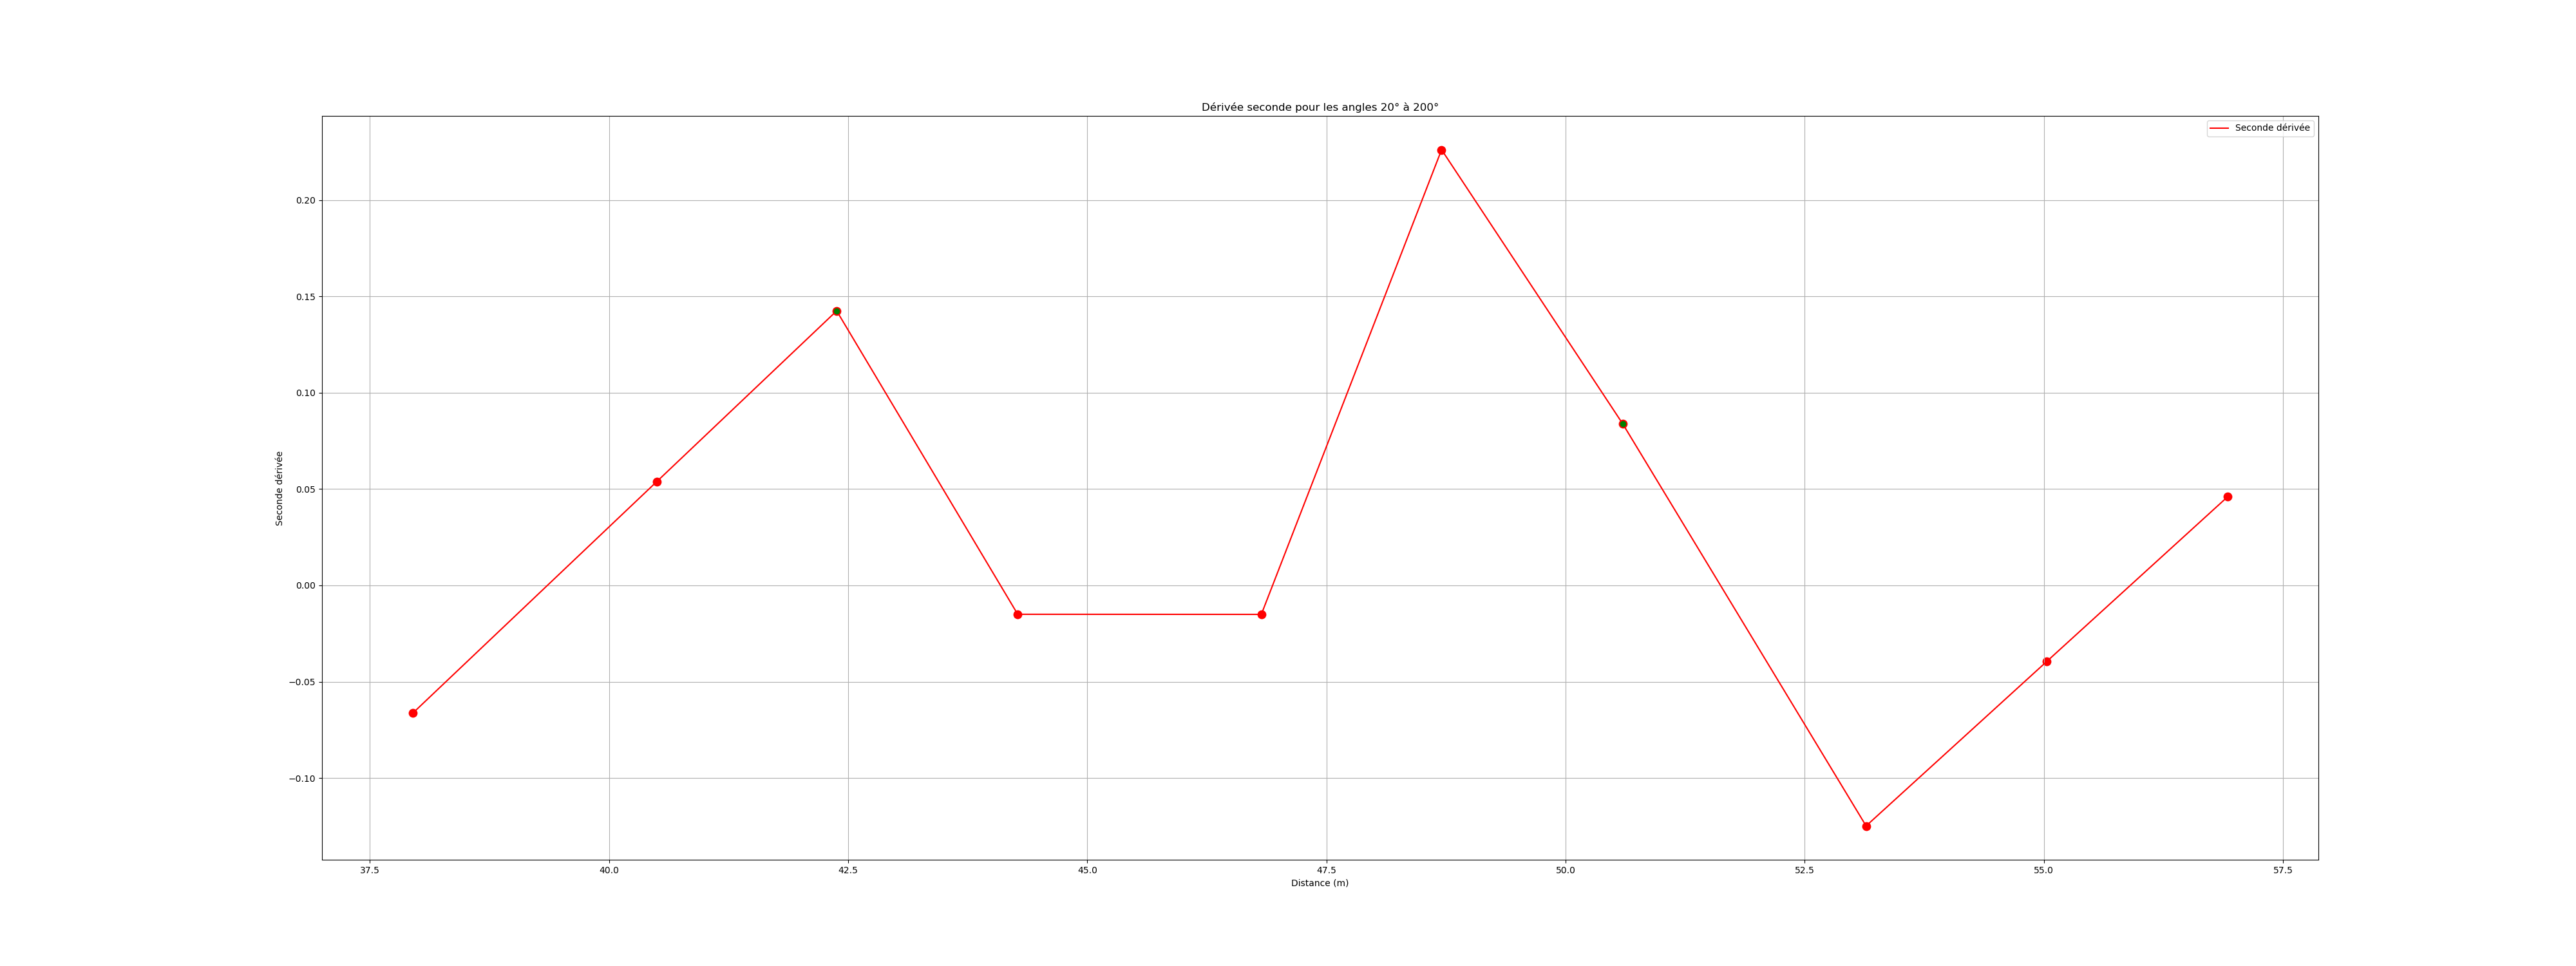 Dérivée seconde pour les angles 20° à 200°
Seconde dérivée
0.20
0.15
0.10
0.05
0.00
−0.05
−0.10
Seconde dérivée
37.5 40.0 42.5 45.0 47.5 50.0 52.5 55.0 57.5
Distance (m)